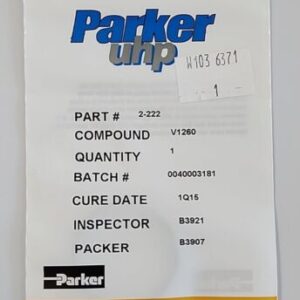 Parker
uhp
W103 6371
1
PART # 2-222
COMPOUND V1260
QUANTITY 1
BATCH # 0040003181
CURE DATE 1Q15
INSPECTOR B3921
PACKER B3907
Parker